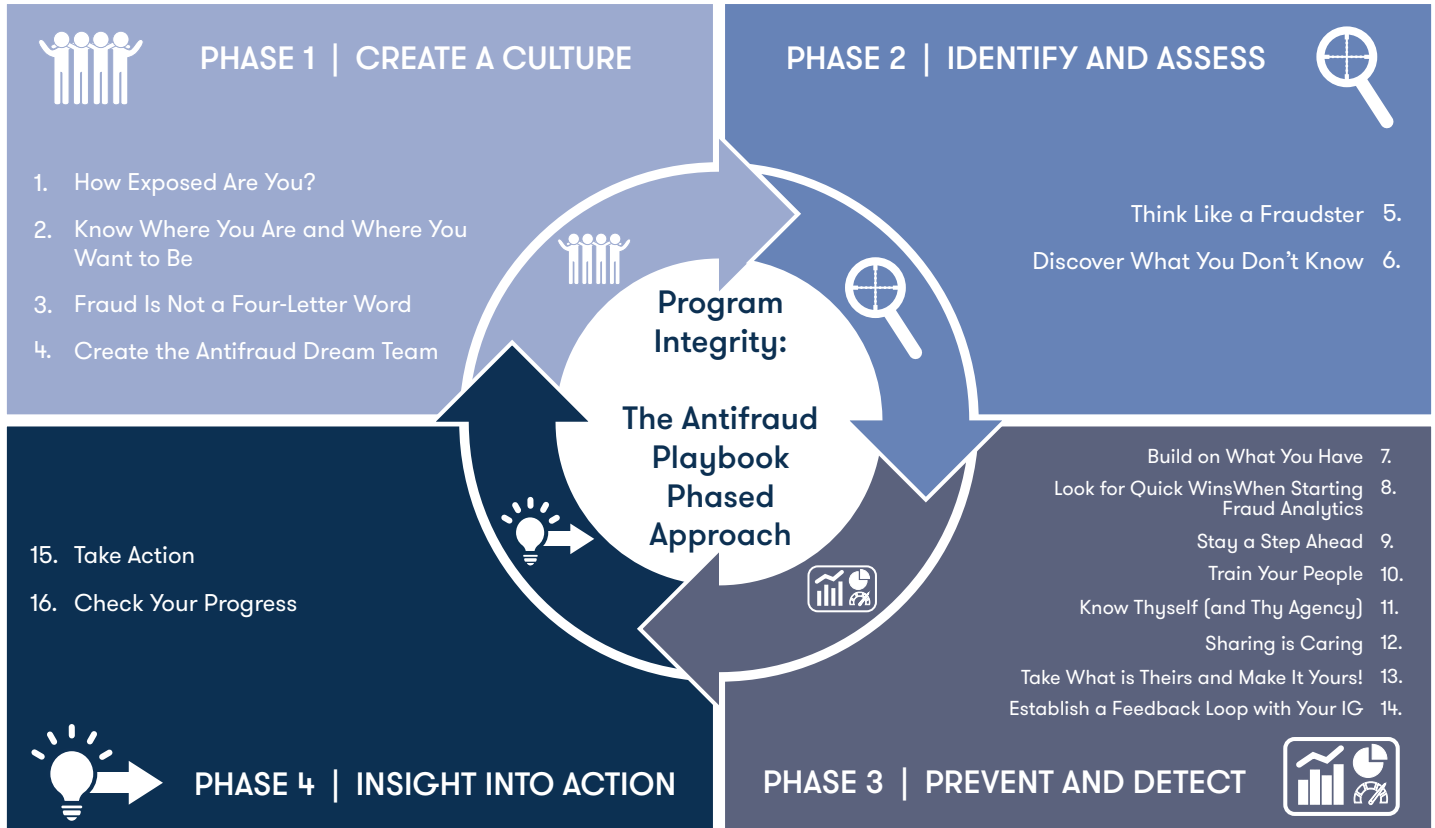 PHASE 1 | CREATE A CULTURE
1. How Exposed Are You?
2. Know Where You Are and Where You
Want to Be
3. Fraud Is Not a Four-Letter Word
4. Create the Antifraud Dream Team
PHASE 2 | IDENTIFY AND ASSESS
Think Like a Fraudster 5.
Discover What You Don't Know 6.
Program
Integrity:
The Antifraud
Playbook
Phased
Approach
Build on What You Have 7.
Look for Quick WinsWhen Starting 8.
Fraud Analytics
Stay a Step Ahead 9.
Train Your People 10.
Know Thyself (and Thy Agency) 11.
Sharing is Caring 12.
Take What is Theirs and Make It Yours! 13.
Establish a Feedback Loop with Your IG 14.
PHASE 3 | PREVENT AND DETECT
15. Take Action
16. Check Your Progress
PHASE 4 | INSIGHT INTO ACTION